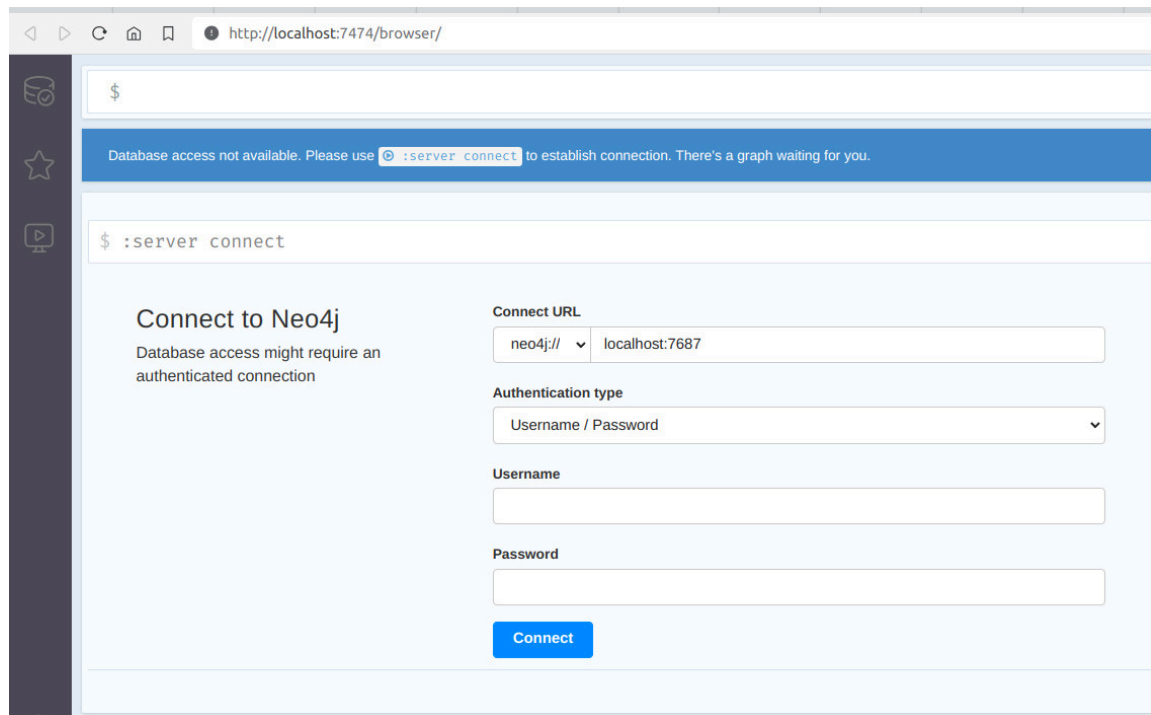 http://localhost:7474/browser/
$
Database access not available. Please use :server connect to establish connection. There's a graph waiting for you.
$ :server connect
Connect to Neo4j
Database access might require an
authenticated connection
Connect URL
neo4j:// localhost:7687
Authentication type
Username / Password
Username
Password
Connect